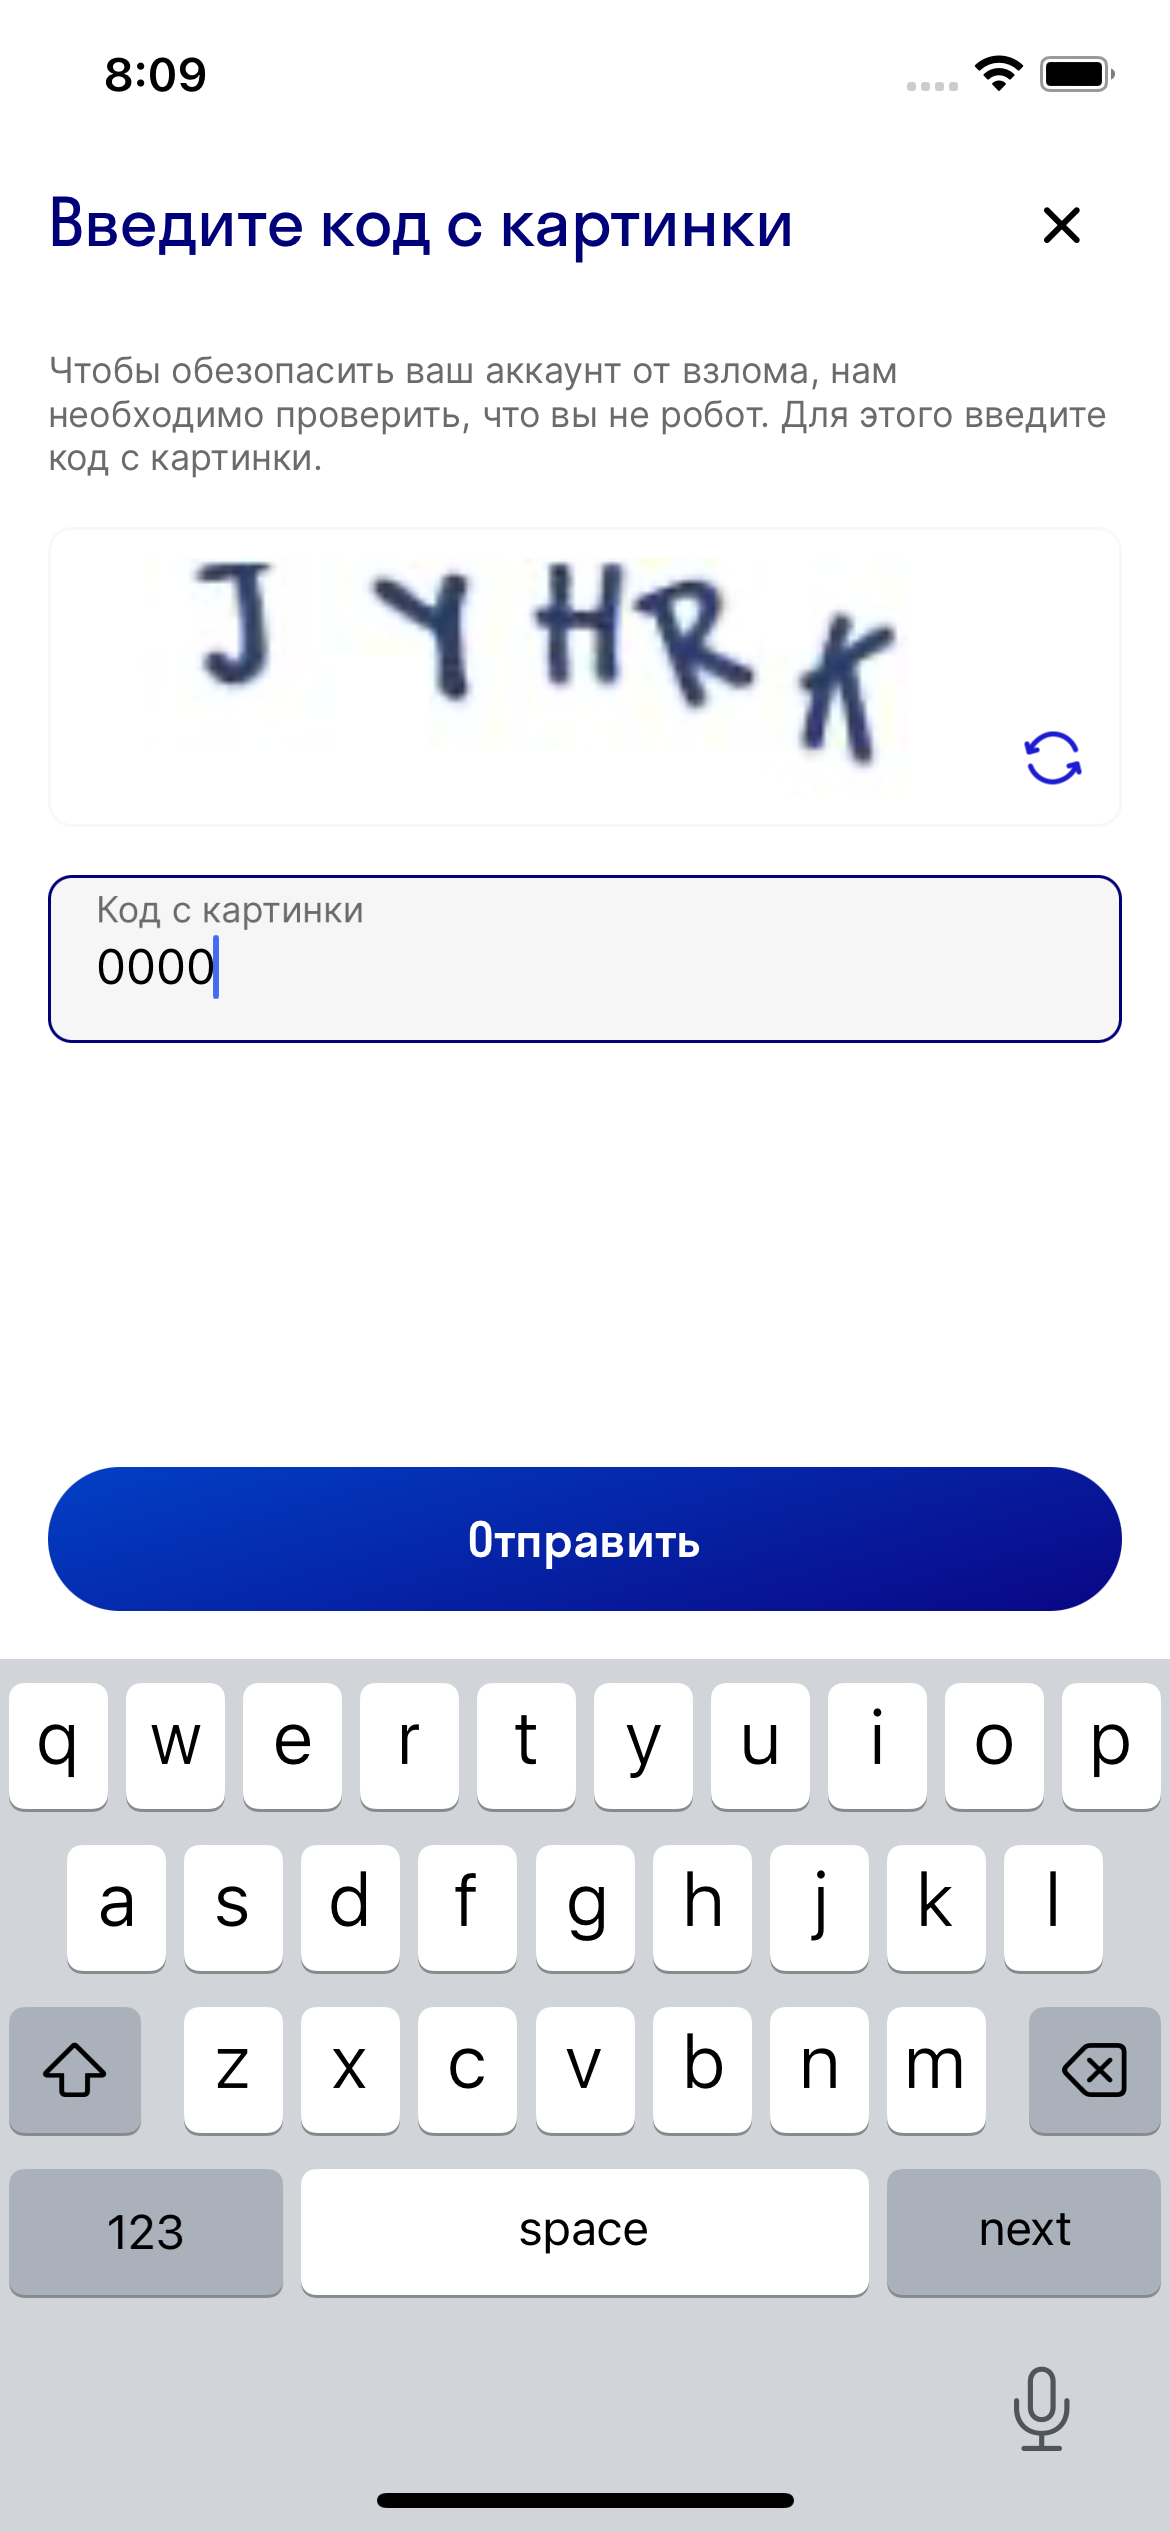 8:09
Введите код с картинки
Чтобы обезопасить ваш аккаунт от взлома, нам
необходимо проверить, что вы не робот. Для этого введите
код с картинки.
J Y H R K
Код с картинки
0000
Отправить
q w e r t y u i o p
a s d f g h j k l
z x c v b n m
123 space next